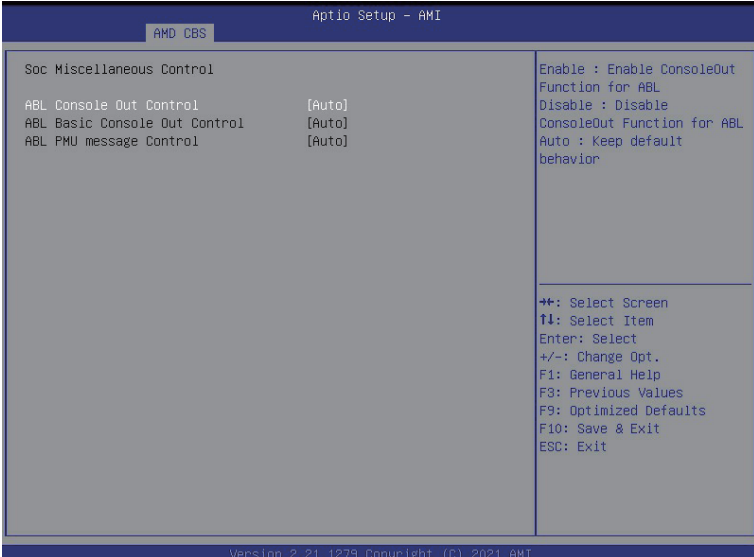 Aptio Setup – AMI
AMD CBS
Soc Miscellaneous Control
ABL Console Out Control [Auto]
ABL Basic Console Out Control [Auto]
ABL PMU message Control [Auto]
Enable : Enable ConsoleOut
Function for ABL
Disable : Disable
ConsoleOut Function for ABL
Auto : Keep default
behavior
→←: Select Screen
↑↓: Select Item
Enter: Select
+/-: Change Opt.
F1: General Help
F3: Previous Values
F9: Optimized Defaults
F10: Save & Exit
ESC: Exit
Version 2.21.1279 Copyright (C) 2021 AMI